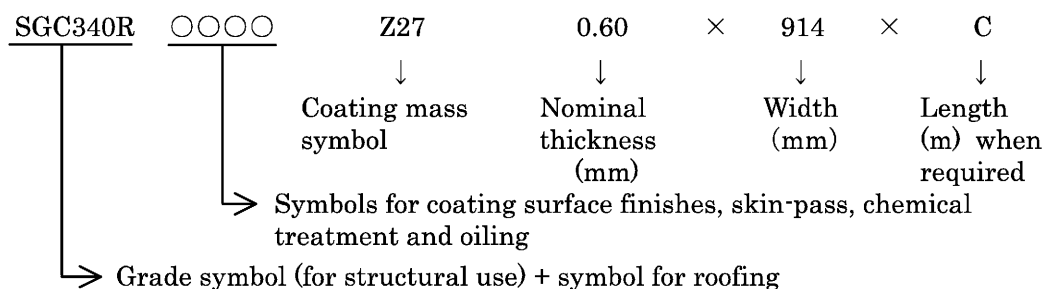 SGC340R ○○○○ Z27 0.60 × 914 × C
↓ ↓ ↓ ↓
Coating mass Nominal Width Length
symbol thickness (mm) (m) when
(mm) required
Symbols for coating surface finishes, skin-pass, chemical
treatment and oiling
Grade symbol (for structural use) + symbol for roofing